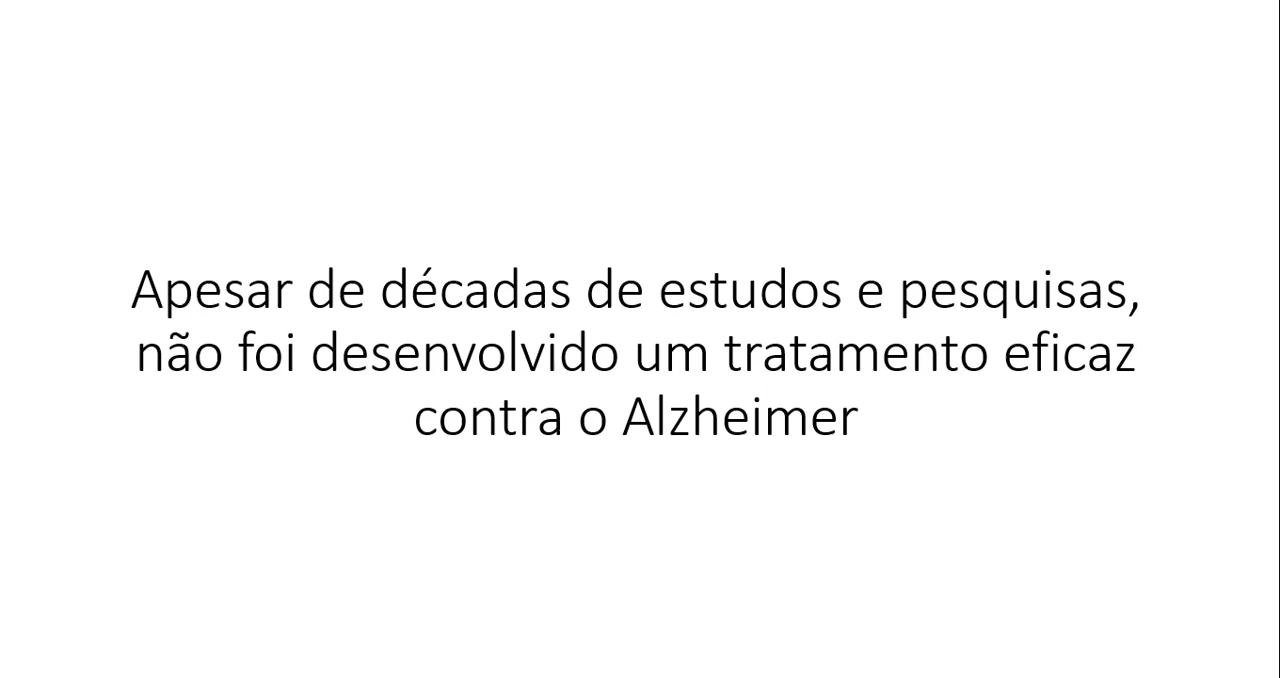 Apesar de décadas de estudos e pesquisas,
não foi desenvolvido um tratamento eficaz
contra o Alzheimer